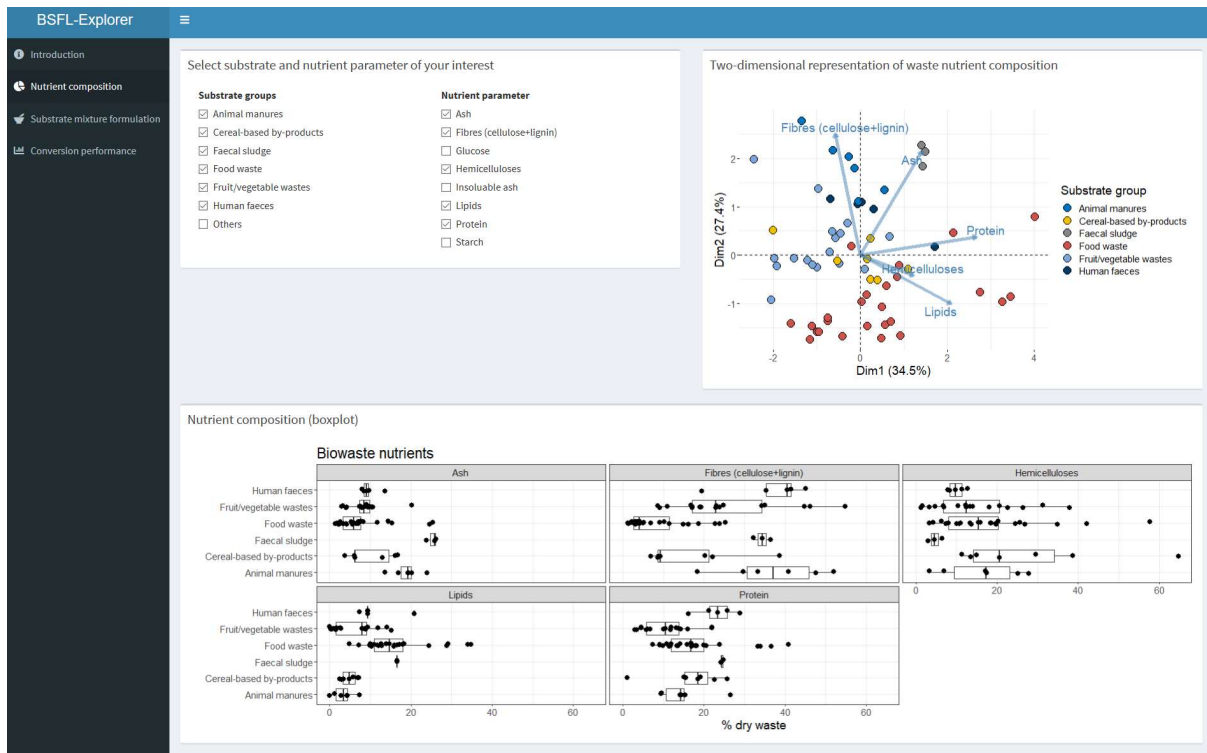 BSFL-Explorer
Introduction
Nutrient composition
Substrate mixture formulation
Conversion performance
Select substrate and nutrient parameter of your interest
Substrate groups
Animal manures
Cereal-based by-products
Faecal sludge
Food waste
Fruit/vegetable wastes
Human faeces
Others
Nutrient parameter
Ash
Fibres (cellulose+lignin)
Glucose
Hemicelluloses
Insoluable ash
Lipids
Protein
Starch
Two-dimensional representation of waste nutrient composition
Dim2 (27.4%)
2
1
0
-1
Fibres (cellulose+lignin)
Ash
Protein
Hemicelluloses
Lipids
-2 0 2 4
Dim1 (34.5%)
Substrate group
Animal manures
Cereal-based by-products
Faecal sludge
Food waste
Fruit/vegetable wastes
Human faeces
Nutrient composition (boxplot)
Biowaste nutrients
Ash Fibres (cellulose+lignin) Hemicelluloses
Human faeces
Fruit/vegetable wastes
Food waste
Faecal sludge
Cereal-based by-products
Animal manures
Lipids Protein
0 20 40 60
Human faeces
Fruit/vegetable wastes
Food waste
Faecal sludge
Cereal-based by-products
Animal manures
0 20 40 60 0 20 40 60
% dry waste